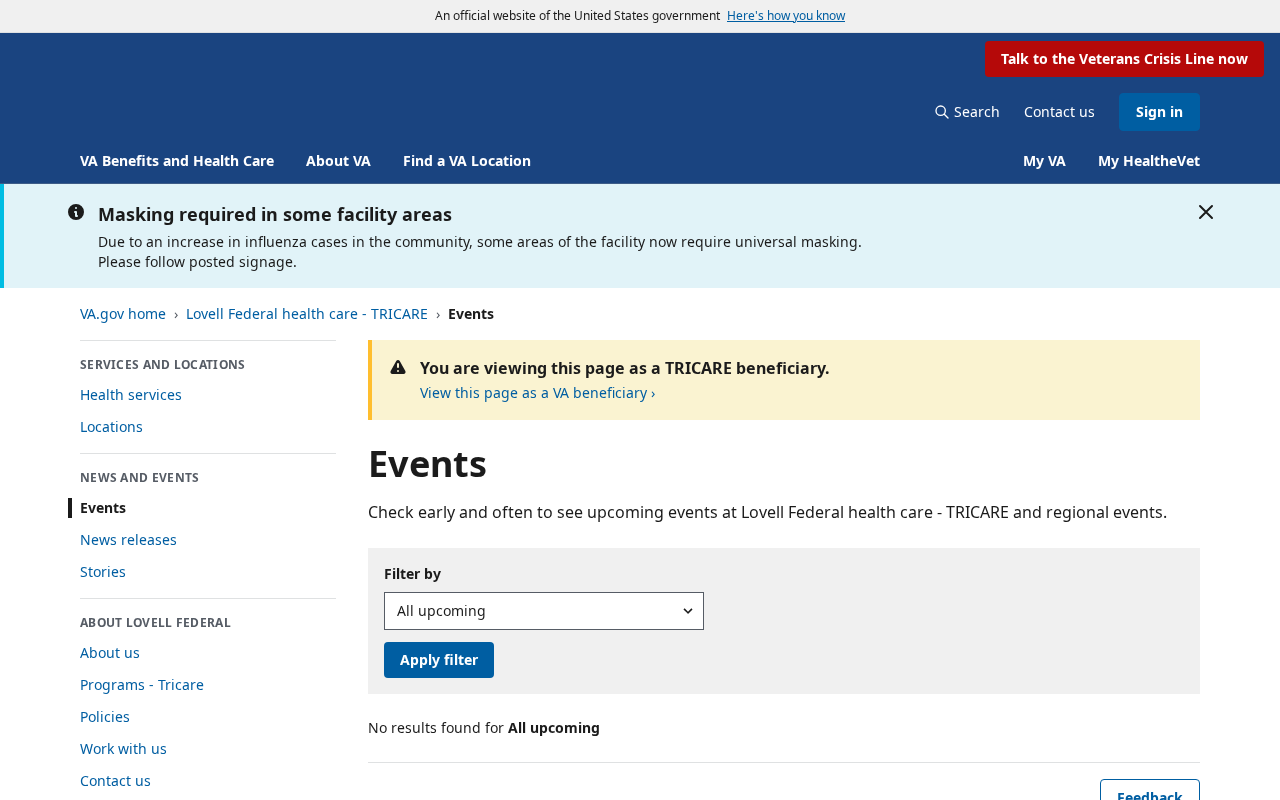 An official website of the United States government Here's how you know
Talk to the Veterans Crisis Line now
Search Contact us Sign in
VA Benefits and Health Care About VA Find a VA Location My VA My HealtheVet
Masking required in some facility areas
Due to an increase in influenza cases in the community, some areas of the facility now require universal masking.
Please follow posted signage.
VA.gov home › Lovell Federal health care - TRICARE › Events
SERVICES AND LOCATIONS
Health services
Locations
NEWS AND EVENTS
Events
News releases
Stories
ABOUT LOVELL FEDERAL
About us
Programs - Tricare
Policies
Work with us
Contact us
You are viewing this page as a TRICARE beneficiary.
View this page as a VA beneficiary ›
Events
Check early and often to see upcoming events at Lovell Federal health care - TRICARE and regional events.
Filter by
All upcoming
Apply filter
No results found for All upcoming
Feedback